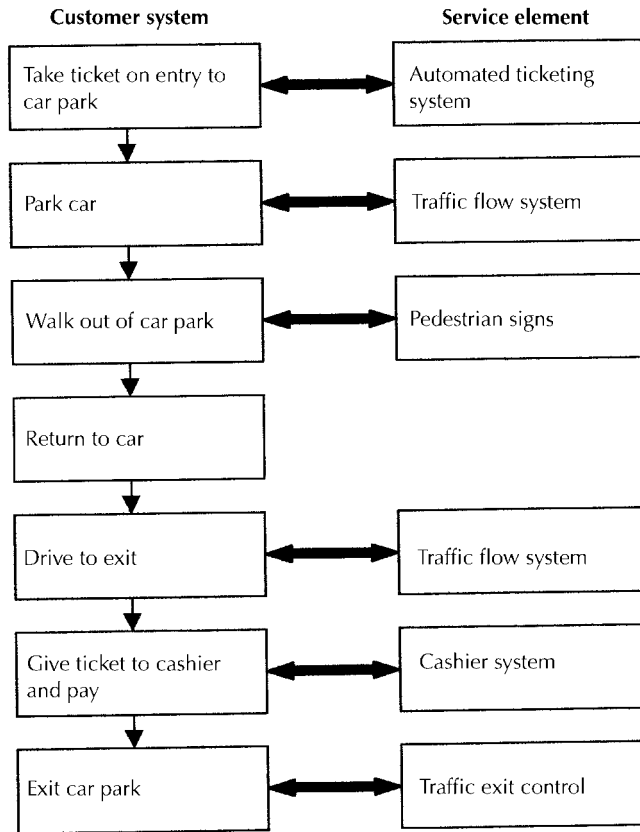 Customer system
Service element
Take ticket on entry to
car park
Automated ticketing
system
Park car
Traffic flow system
Walk out of car park
Pedestrian signs
Return to car
Drive to exit
Traffic flow system
Give ticket to cashier
and pay
Cashier system
Exit car park
Traffic exit control